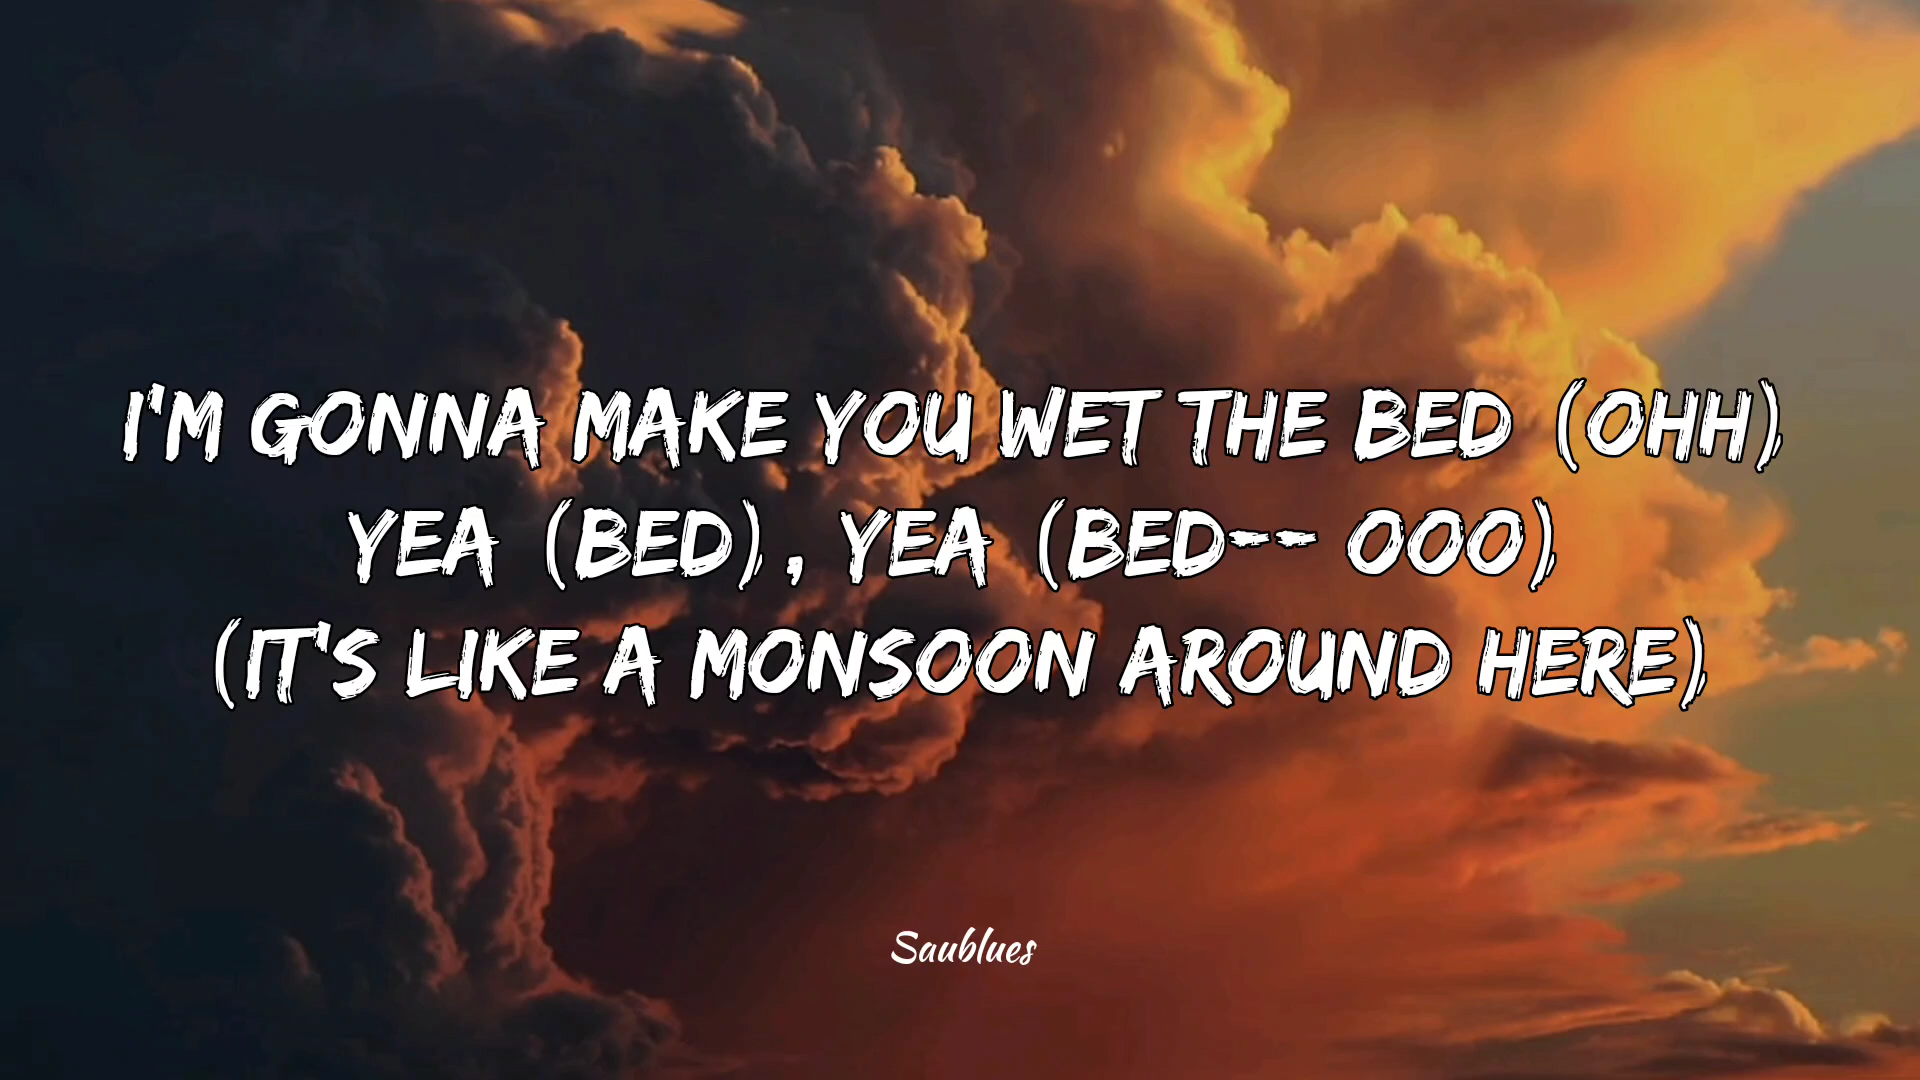 I'M GONNA MAKE YOU WET THE BED (OHH)
YEA (BED), YEA (BED-- OOO)
(IT'S LIKE A MONSOON AROUND HERE)
Saublues